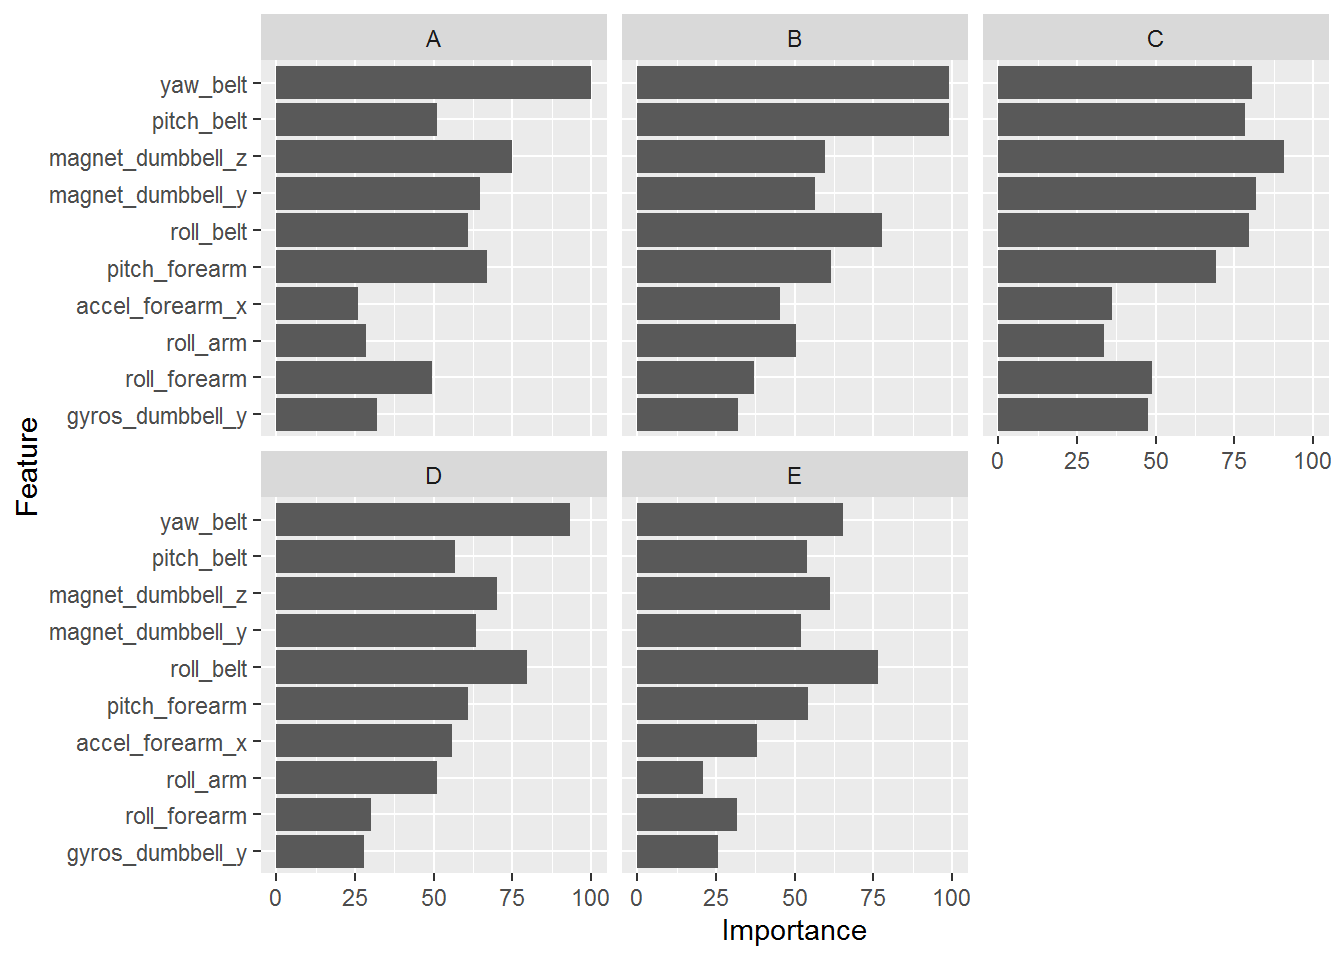 A
B
C
yaw_belt
pitch_belt
magnet_dumbbell_z
magnet_dumbbell_y
roll_belt
pitch_forearm
accel_forearm_x
roll_arm
roll_forearm
gyros_dumbbell_y
0 25 50 75 100
D
E
yaw_belt
pitch_belt
magnet_dumbbell_z
magnet_dumbbell_y
roll_belt
pitch_forearm
accel_forearm_x
roll_arm
roll_forearm
gyros_dumbbell_y
0 25 50 75 100
0 25 50 75 100
Importance
Feature